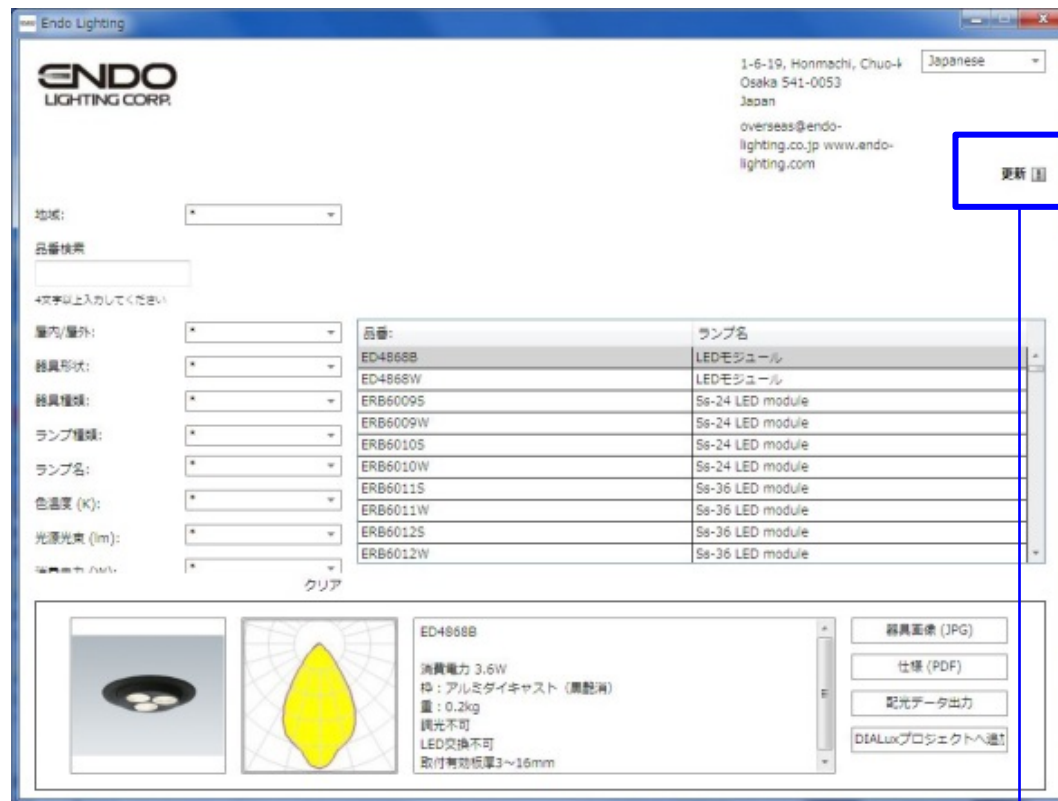 Endo Lighting
ENDO
LIGHTING CORP.
1-6-19, Honmachi, Chuo-k
Osaka 541-0053
Japan
overseas@endo-
lighting.co.jp www.endo-
lighting.com
Japanese
更新
地域: *
品番検索
4文字以上入力してください
屋内/屋外: *
器具形状: *
器具種類: *
ランプ種類: *
ランプ名: *
色温度 (K): *
光源光束 (lm): *
消費電力 (W): *
クリア
品番: ランプ名
ED4868B LEDモジュール
ED4868W LEDモジュール
ERB6009S Ss-24 LED module
ERB6009W Ss-24 LED module
ERB6010S Ss-24 LED module
ERB6010W Ss-24 LED module
ERB6011S Ss-36 LED module
ERB6011W Ss-36 LED module
ERB6012S Ss-36 LED module
ERB6012W Ss-36 LED module
ED4868B
消費電力 3.6W
枠：アルミダイキャスト（黒艶消）
重：0.2kg
調光不可
LED交換不可
取付有効板厚3～16mm
器具画像 (JPG)
仕様 (PDF)
配光データ出力
DIALuxプロジェクトへ追加